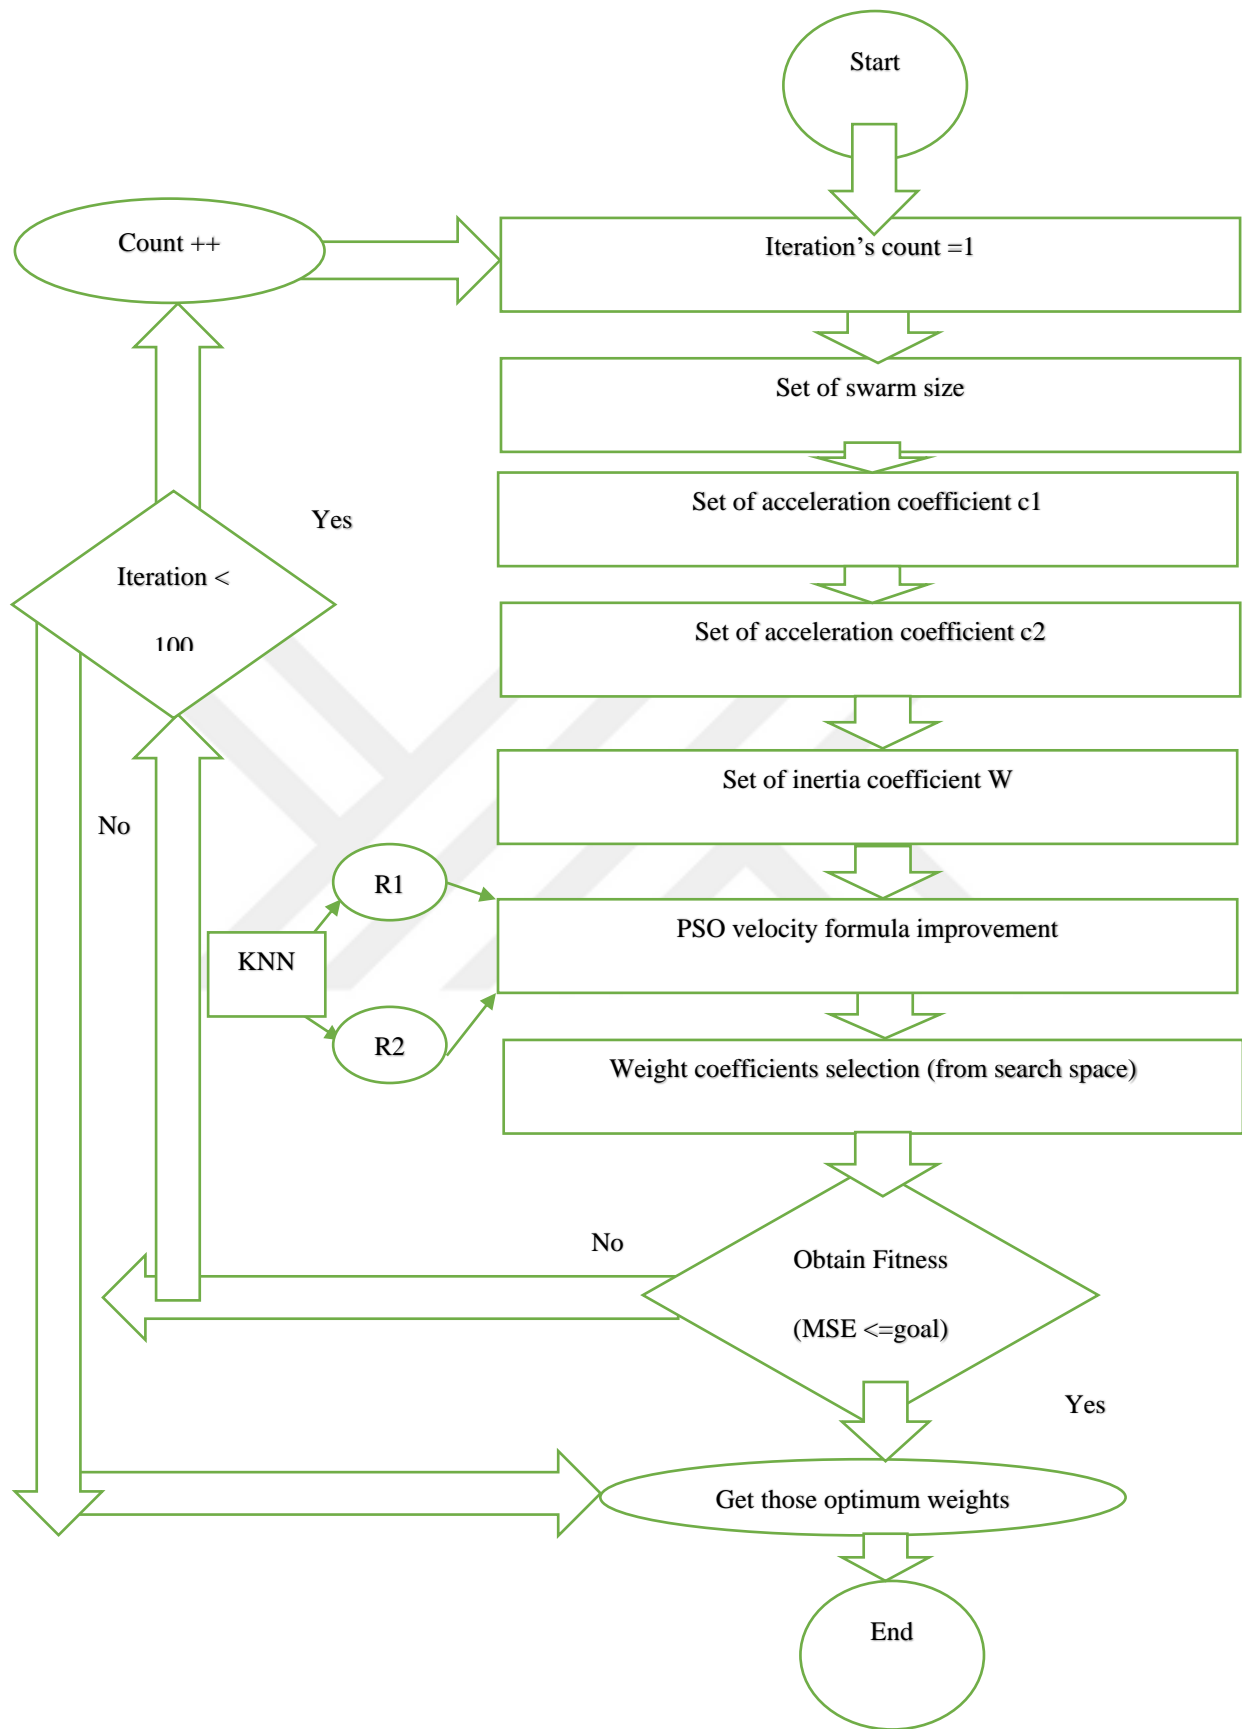 Start
Count ++
Iteration’s count =1
Set of swarm size
Set of acceleration coefficient c1
Yes
Iteration <
100
Set of acceleration coefficient c2
Set of inertia coefficient W
No
R1
PSO velocity formula improvement
KNN
R2
Weight coefficients selection (from search space)
No
Obtain Fitness
(MSE <=goal)
Yes
Get those optimum weights
End